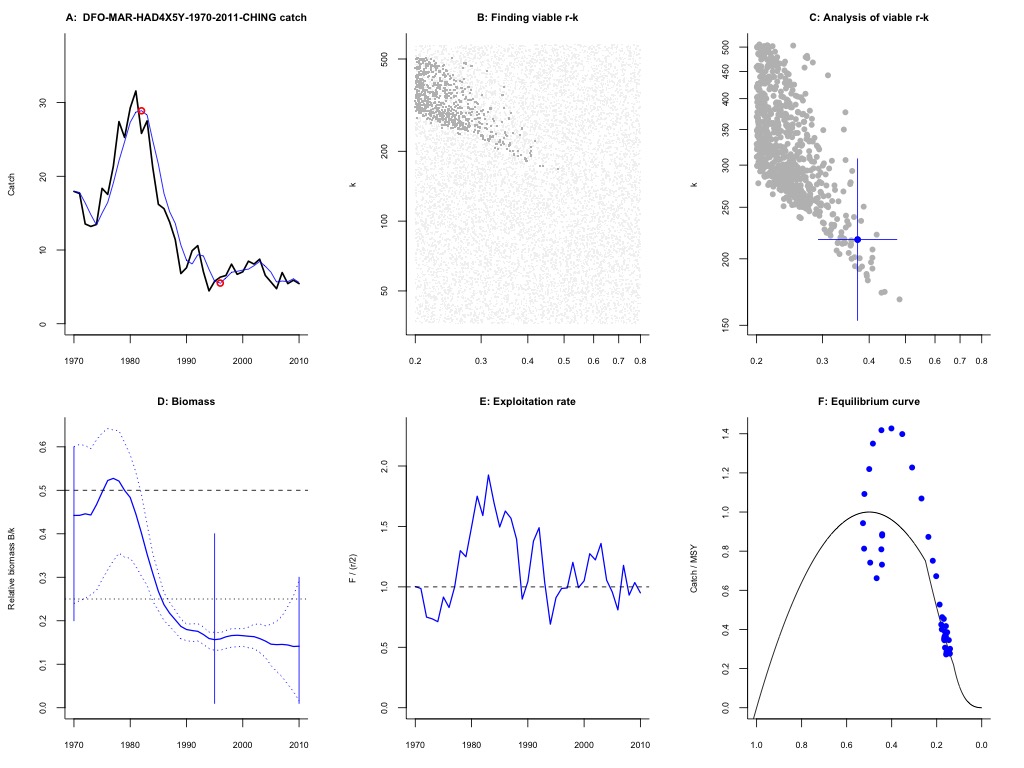 A: DFO-MAR-HAD4X5Y-1970-2011-CHING catch
Catch
0 10 20 30
1970 1980 1990 2000 2010
B: Finding viable r-k
k
50 100 200 500
0.2 0.3 0.4 0.5 0.6 0.7 0.8
C: Analysis of viable r-k
k
150 200 250 300 350 400 450 500
0.2 0.3 0.4 0.5 0.6 0.7 0.8
D: Biomass
Relative biomass B/k
0.0 0.1 0.2 0.3 0.4 0.5 0.6
1970 1980 1990 2000 2010
E: Exploitation rate
F / (r/2)
0.0 0.5 1.0 1.5 2.0
1970 1980 1990 2000 2010
F: Equilibrium curve
Catch / MSY
0.0 0.2 0.4 0.6 0.8 1.0 1.2 1.4
1.0 0.8 0.6 0.4 0.2 0.0